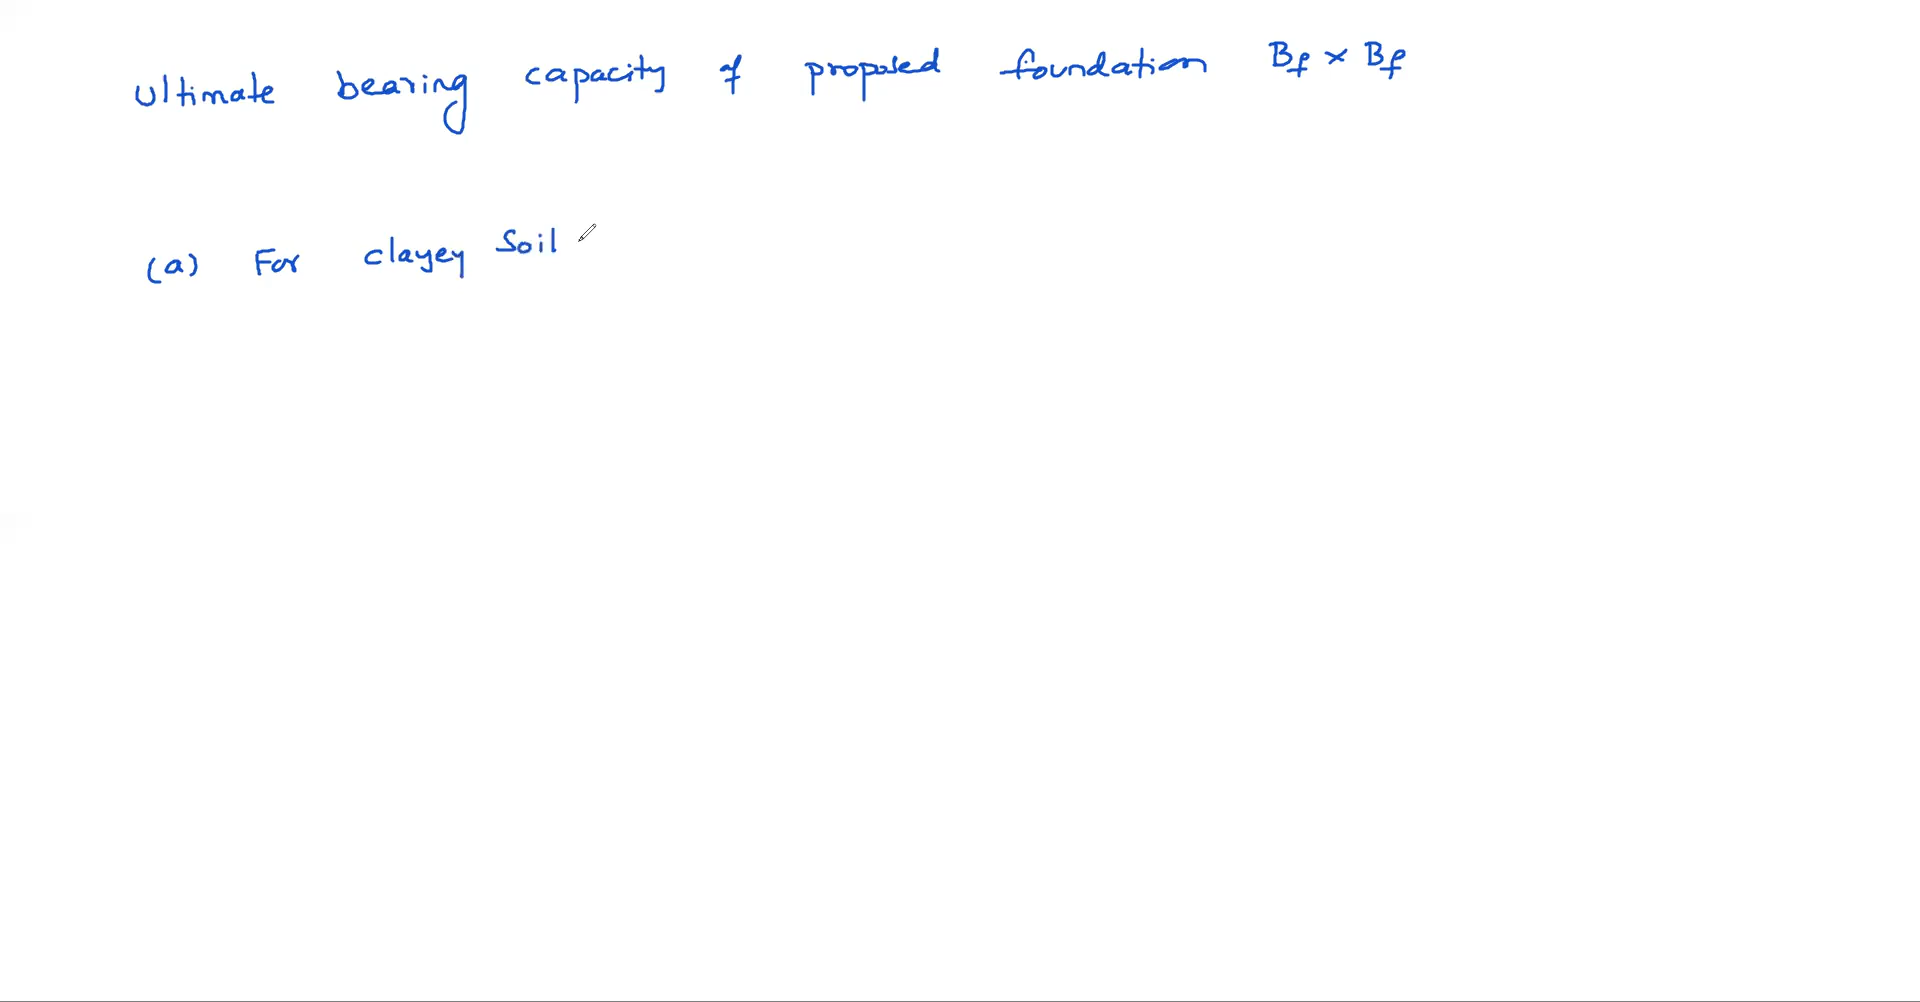 Ultimate bearing capacity of proposed foundation Bf × Bf
(a) For clayey Soil